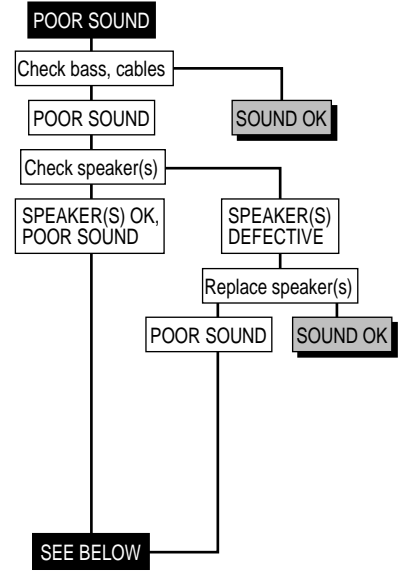 POOR SOUND
Check bass, cables
POOR SOUND
SOUND OK
Check speaker(s)
SPEAKER(S) OK,
POOR SOUND
SPEAKER(S)
DEFECTIVE
Replace speaker(s)
POOR SOUND
SOUND OK
SEE BELOW